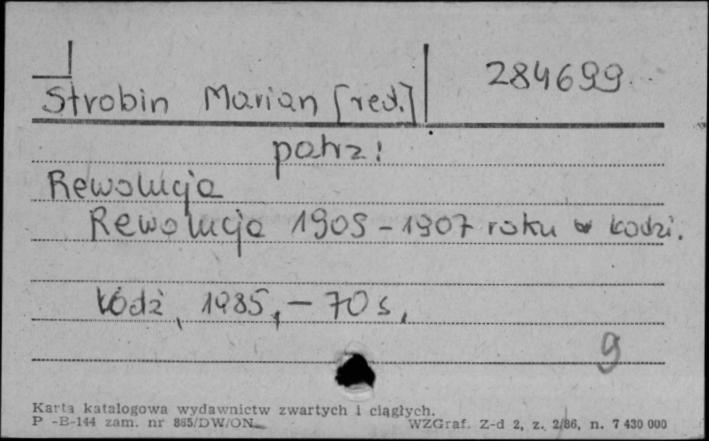 Strobin Marian [red.] 284699
patrz:
Rewolucja
Rewolucja 1905-1907 roku w Łodzi.
Łódź, 1985, - 70 s.
9
Karta katalogowa wydawnictw zwartych i ciągłych.
P-B-144 zam. nr 865/DW/ON WZGraf. Z-d 2, z. 2/86, n. 7 430 000